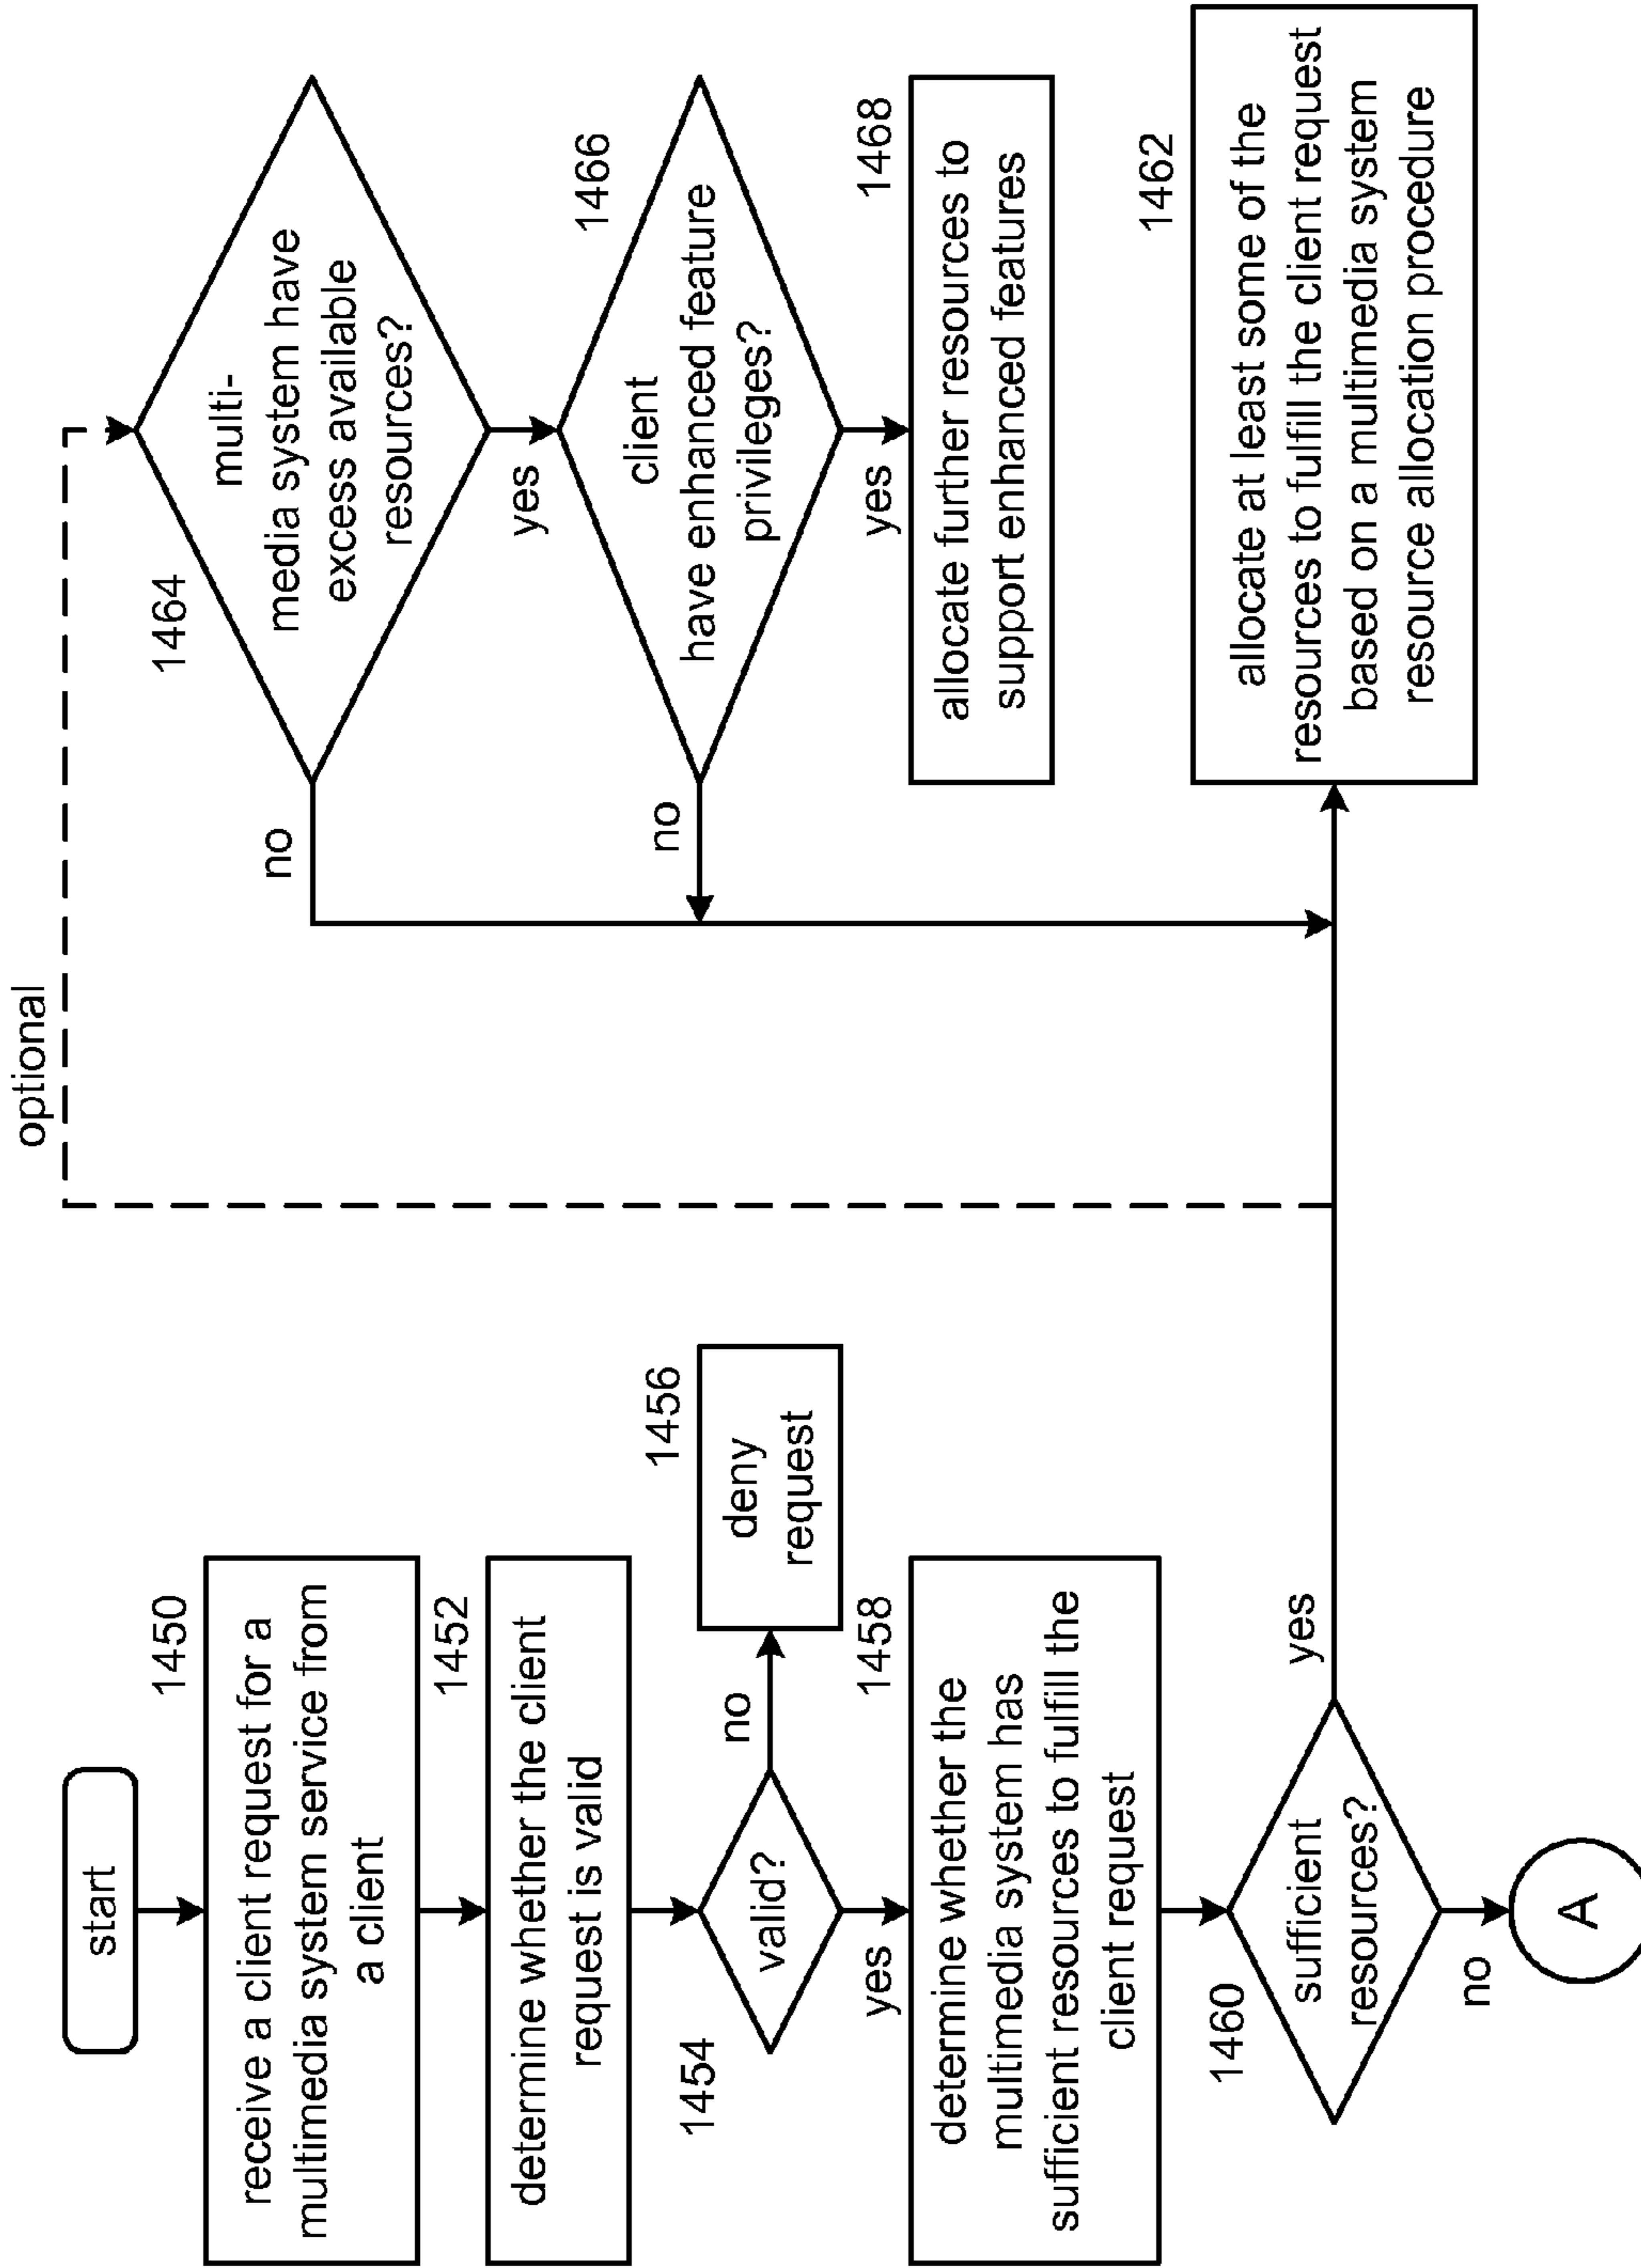 start
1450
receive a client request for a
multimedia system service from
a client
1452
determine whether the client
request is valid
1454
valid?
no
1456
deny
request
yes
1458
determine whether the
multimedia system has
sufficient resources to fulfill the
client request
1460
sufficient
resources?
yes
no
A
optional
1464
multi-
media system have
excess available
resources?
no
yes
1466
client
have enhanced feature
privileges?
no
yes
1468
allocate further resources to
support enhanced features
1462
allocate at least some of the
resources to fulfill the client request
based on a multimedia system
resource allocation procedure